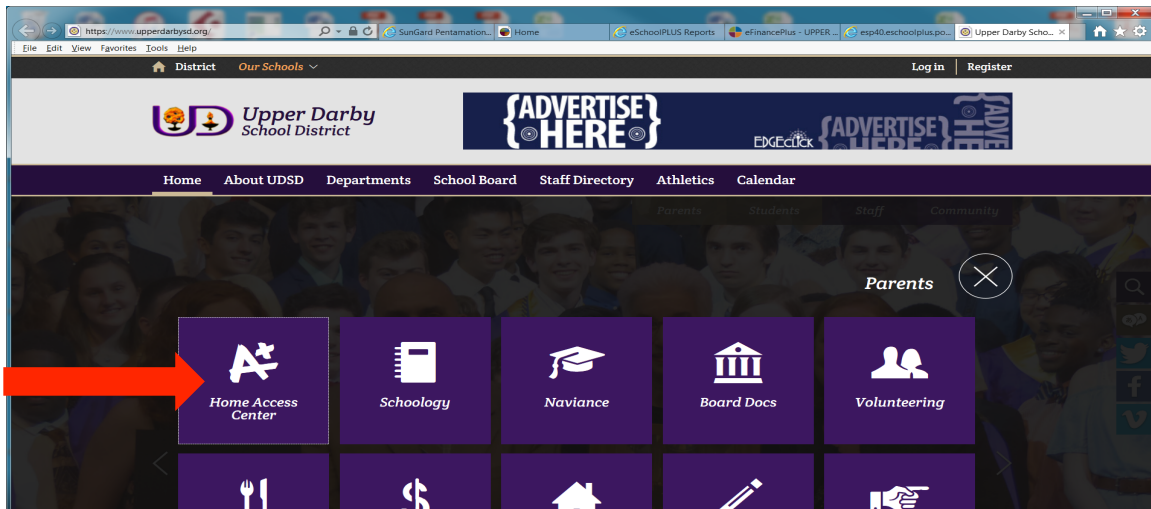 https://www.upperdarbysd.org/
SunGard Pentamation...
Home
eSchoolPLUS Reports
eFinancePlus - UPPER ...
esp40.eschoolplus.po...
Upper Darby Scho...
File Edit View Favorites Tools Help
District Our Schools
Log in Register
UD
Upper Darby
School District
{ADVERTISE
HERE}
EDGEclick
{ADVERTISE}
HERE
ADVE
Home About UDSD Departments School Board Staff Directory Athletics Calendar
Parents Students Staff Community
Parents
A+
Home Access
Center
Schoology
Naviance
Board Docs
Volunteering